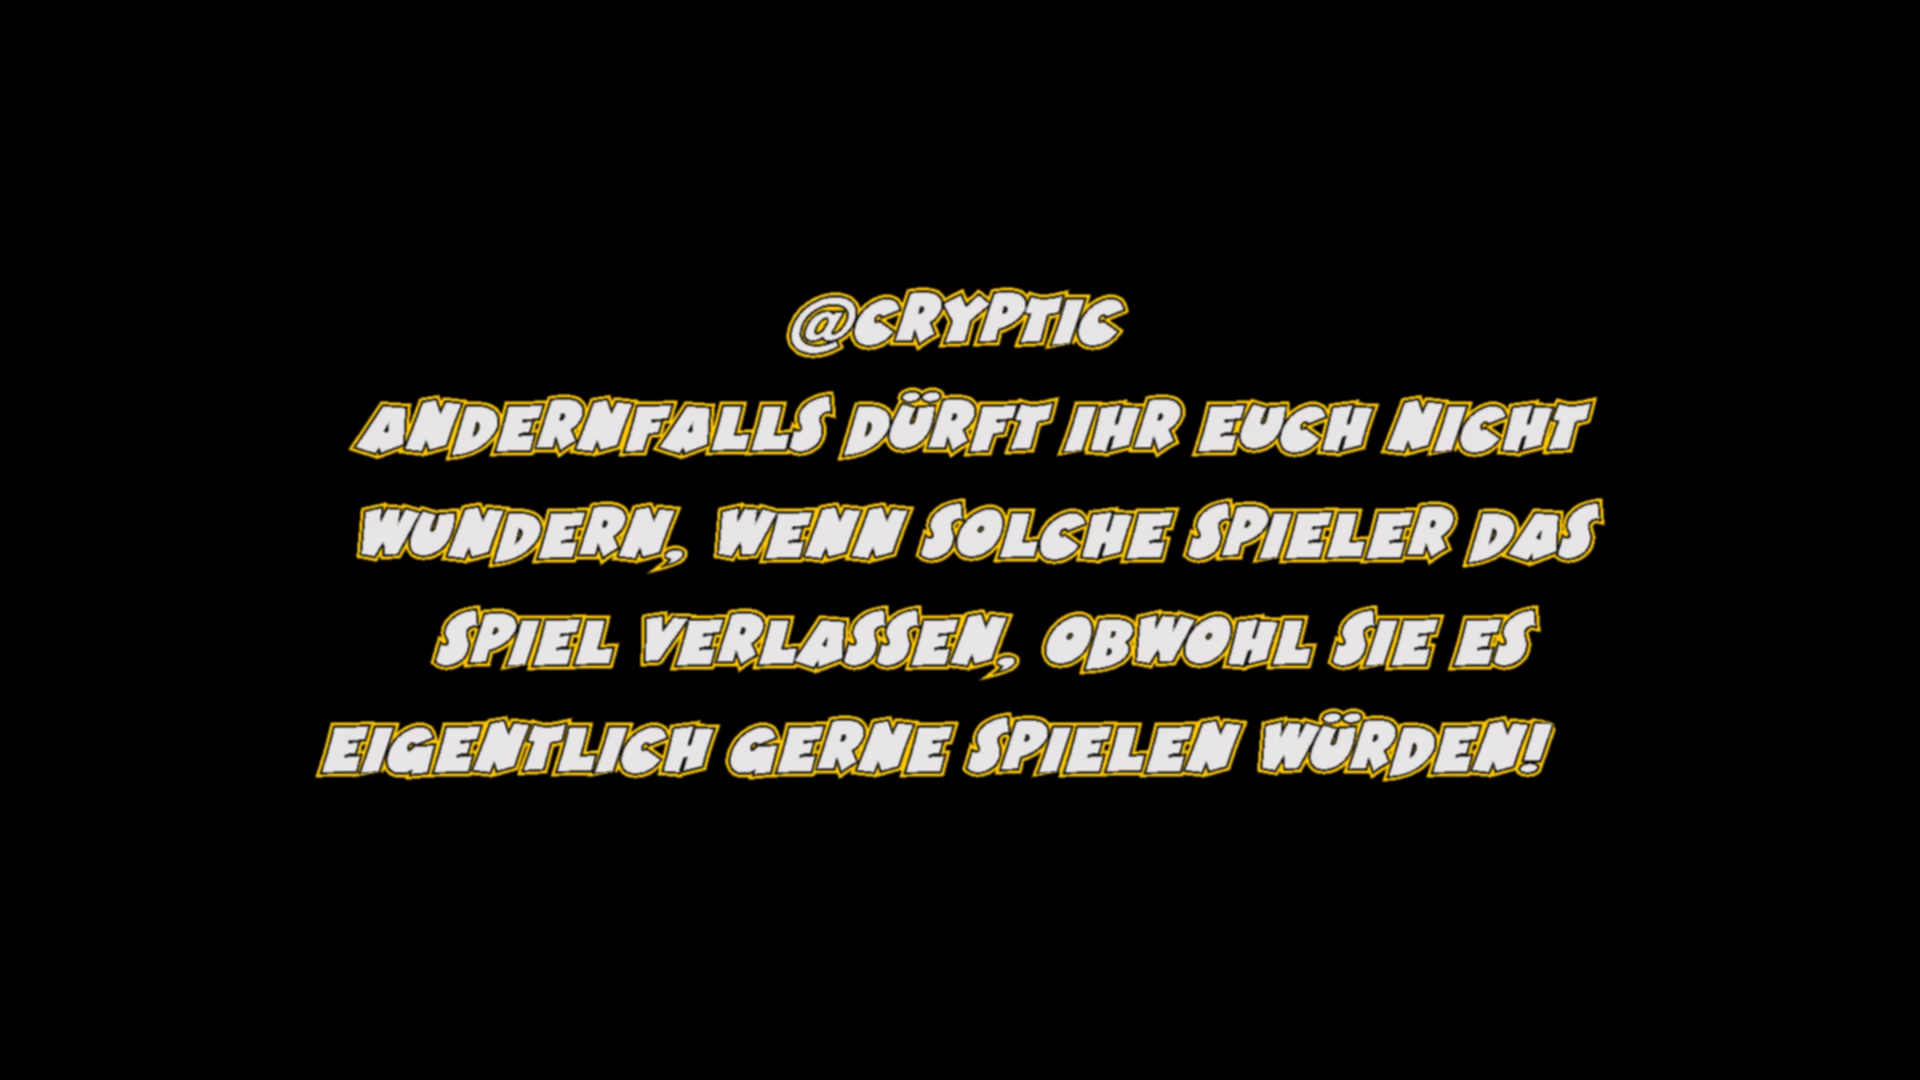 @CRYPTIC
ANDERNFALLS DÜRFT IHR EUCH NICHT
WUNDERN, WENN SOLCHE SPIELER DAS
SPIEL VERLASSEN, OBWOHL SIE ES
EIGENTLICH GERNE SPIELEN WÜRDEN!